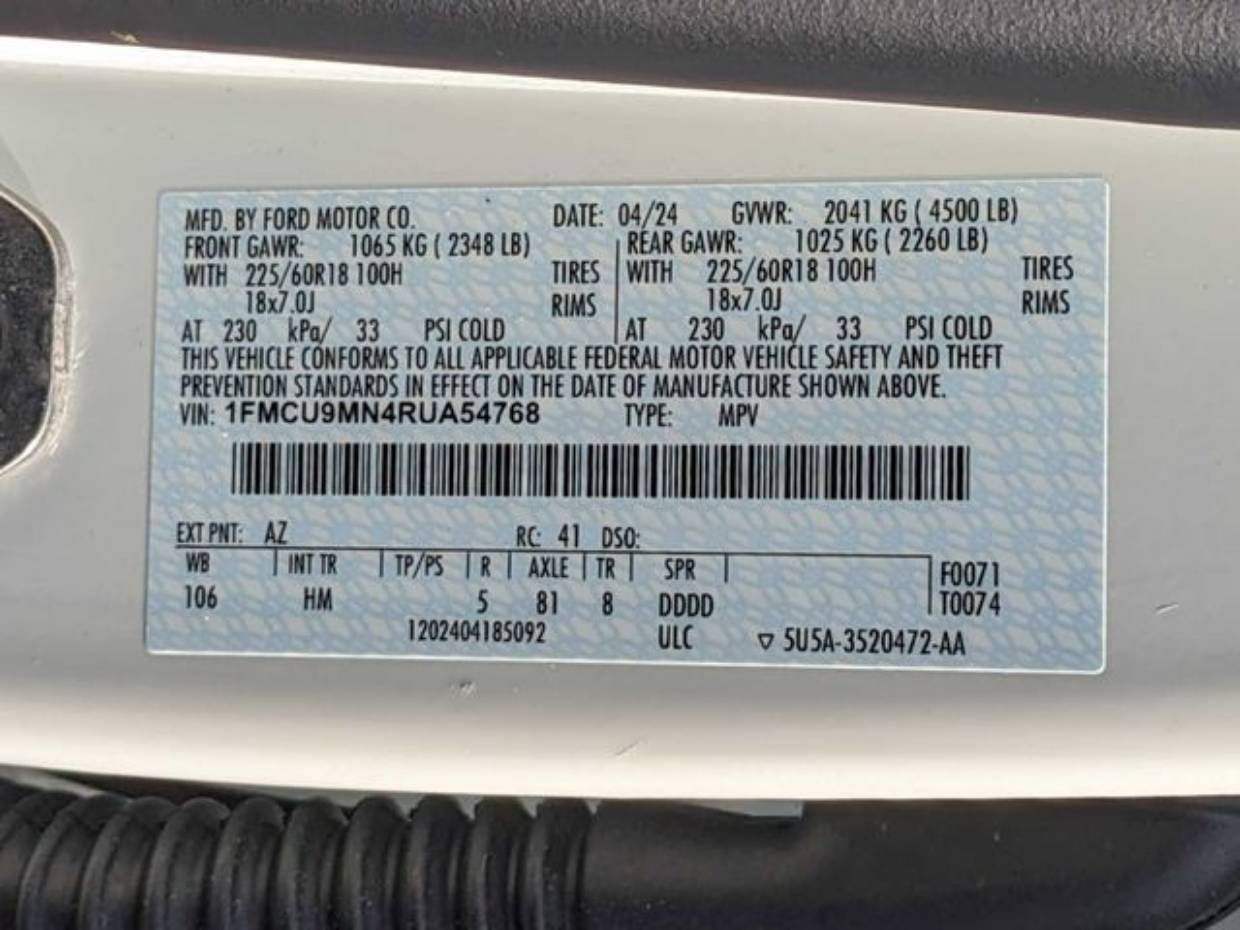 MFD. BY FORD MOTOR CO. DATE: 04/24 GVWR: 2041 KG ( 4500 LB)
FRONT GAWR: 1065 KG ( 2348 LB) REAR GAWR: 1025 KG ( 2260 LB)
WITH 225/60R18 100H TIRES WITH 225/60R18 100H TIRES
18x7.0J RIMS 18x7.0J RIMS
AT 230 kPa/ 33 PSI COLD AT 230 kPa/ 33 PSI COLD
THIS VEHICLE CONFORMS TO ALL APPLICABLE FEDERAL MOTOR VEHICLE SAFETY AND THEFT
PREVENTION STANDARDS IN EFFECT ON THE DATE OF MANUFACTURE SHOWN ABOVE.
VIN: 1FMCU9MN4RUA54768 TYPE: MPV
EXT PNT: AZ RC: 41 DSO:
WB INT TR TP/PS R AXLE TR SPR F0071
106 HM 5 81 8 DDDD T0074
1202404185092 ULC ▽ 5U5A-3520472-AA